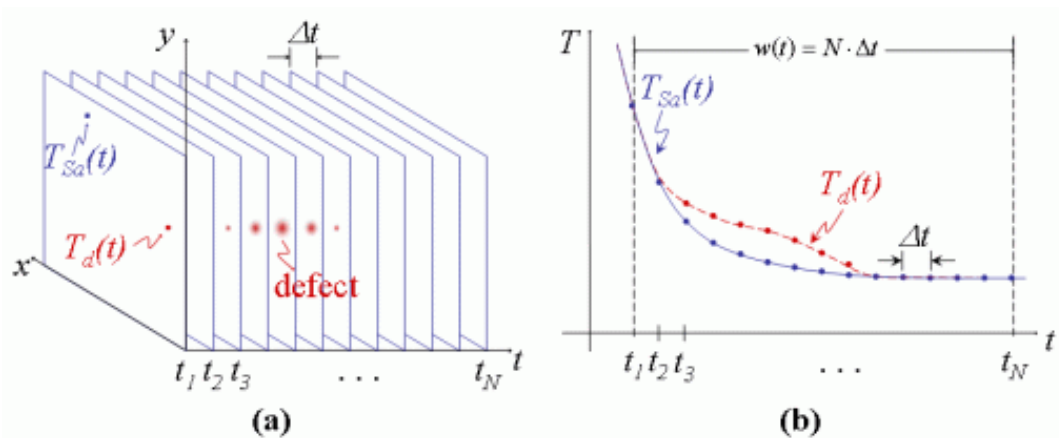 y
Δt
T_Sa(t)
T_d(t)
x
defect
t_1 t_2 t_3 . . . t_N
t
(a)
T
w(t) = N · Δt
T_Sa(t)
T_d(t)
Δt
t
t_1 t_2 t_3 . . . t_N
(b)